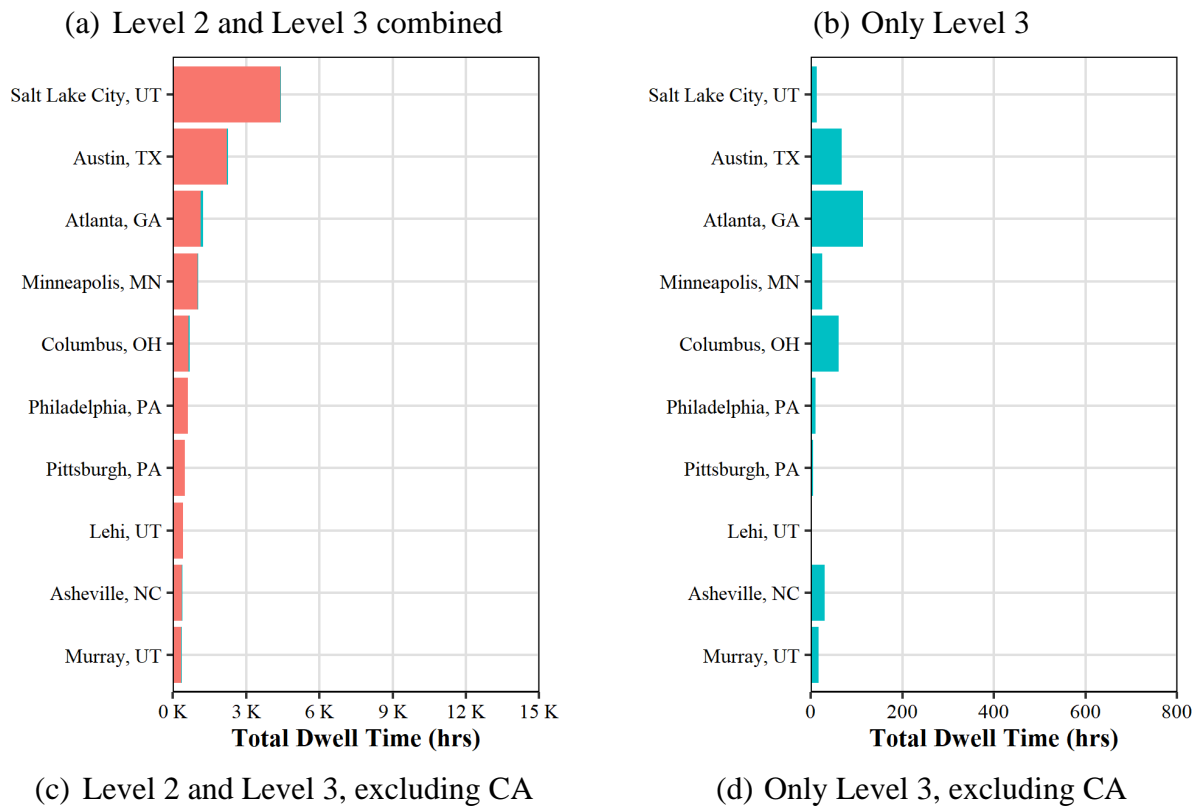 (a) Level 2 and Level 3 combined
(b) Only Level 3
Salt Lake City, UT
Austin, TX
Atlanta, GA
Minneapolis, MN
Columbus, OH
Philadelphia, PA
Pittsburgh, PA
Lehi, UT
Asheville, NC
Murray, UT
0 K 3 K 6 K 9 K 12 K 15 K
Total Dwell Time (hrs)
Salt Lake City, UT
Austin, TX
Atlanta, GA
Minneapolis, MN
Columbus, OH
Philadelphia, PA
Pittsburgh, PA
Lehi, UT
Asheville, NC
Murray, UT
0 200 400 600 800
Total Dwell Time (hrs)
(c) Level 2 and Level 3, excluding CA
(d) Only Level 3, excluding CA